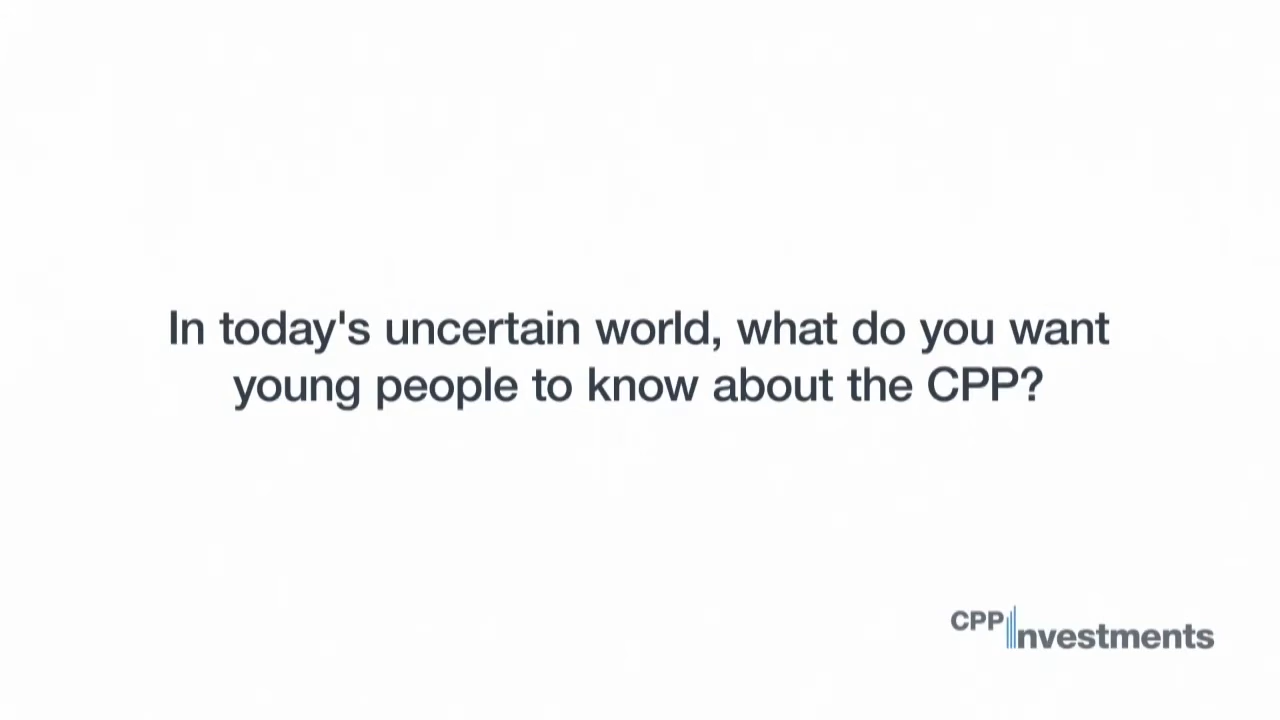 In today's uncertain world, what do you want
young people to know about the CPP?
CPP Investments